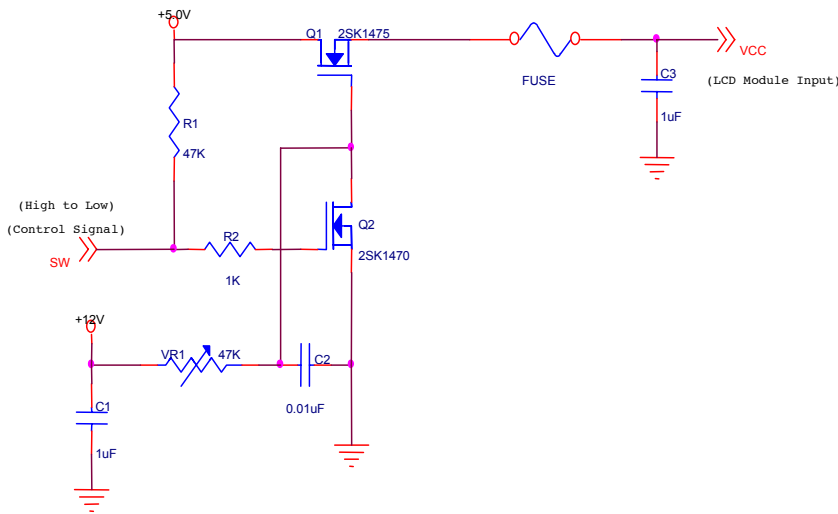 +5.0V
Q1
2SK1475
VCC
FUSE
C3
(LCD Module Input)
R1
1uF
47K
(High to Low)
(Control Signal)
R2
Q2
SW
2SK1470
1K
+12V
VR1
47K
C2
C1
0.01uF
1uF